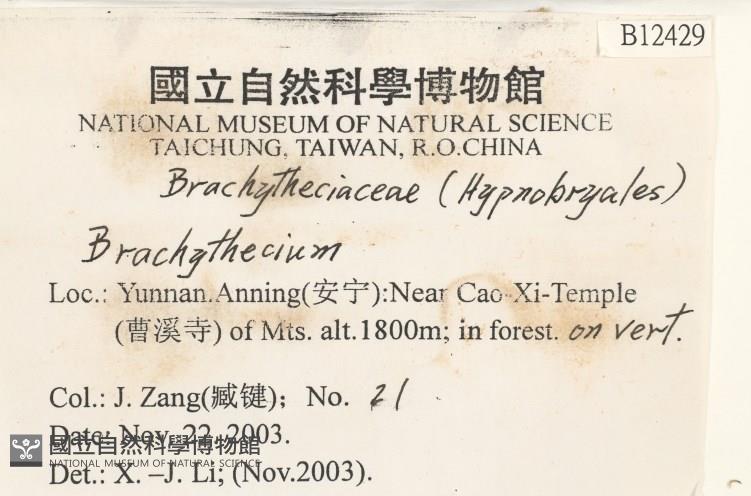 B12429
國立自然科學博物館
NATIONAL MUSEUM OF NATURAL SCIENCE
TAICHUNG, TAIWAN, R.O.CHINA
Brachytheciaceae (Hypnobryales)
Brachythecium
Loc.: Yunnan.Anning(安宁):Near Cao-Xi-Temple
(曹溪寺) of Mts. alt.1800m; in forest. on vert.
Col.: J. Zang(臧键); No. 21
Date: Nov. 22, 2003.
國立自然科學博物館
NATIONAL MUSEUM OF NATURAL SCIENCE
Det.: X. –J. Li; (Nov.2003).